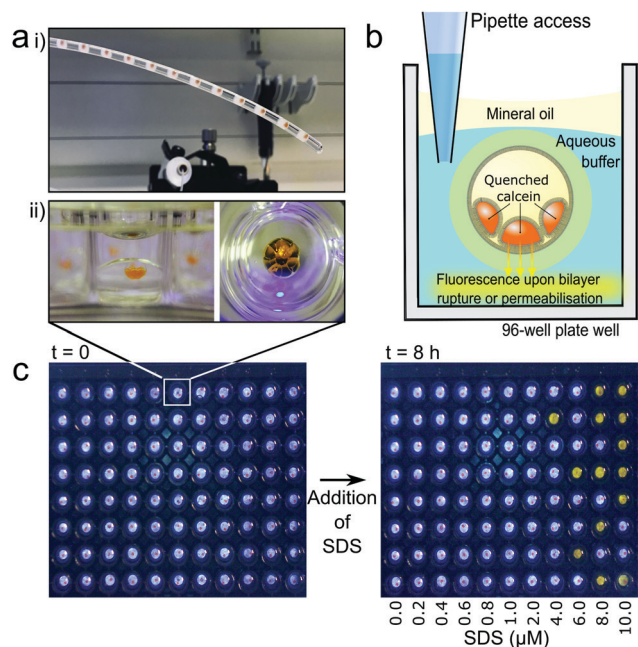 a
i)
ii)
b
Pipette access
Mineral oil
Aqueous
buffer
Quenched
calcein
Fluorescence upon bilayer
rupture or permeabilisation
96-well plate well
c
t = 0
t = 8 h
Addition
of
SDS
0.0
0.2
0.4
0.6
0.8
1.0
2.0
4.0
6.0
8.0
10.0
SDS (µM)